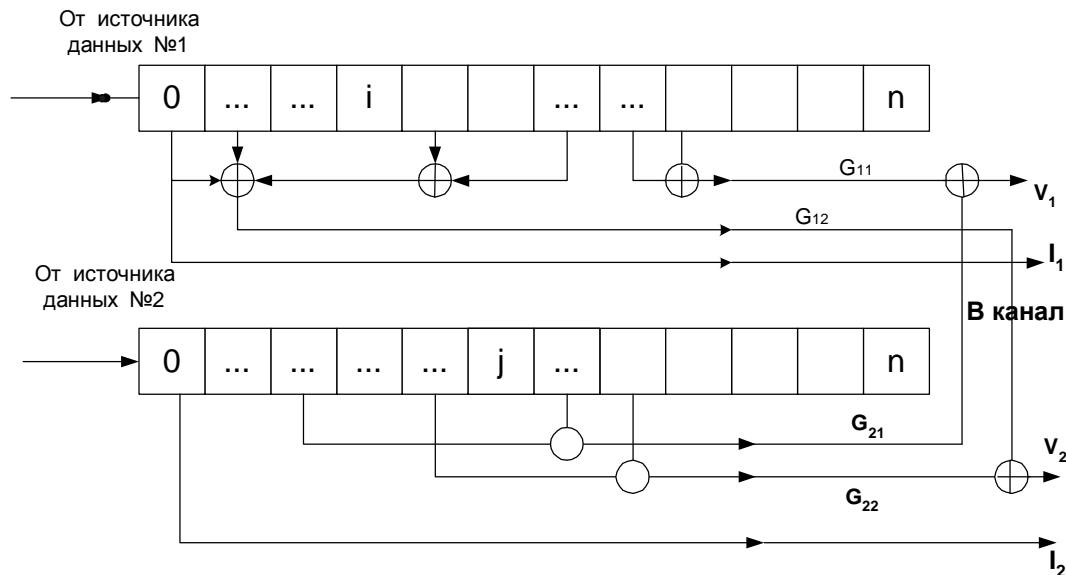 От источника
данных №1
0 ... ... i ... ... n
G11
V1
G12
I1
От источника
данных №2
В канал
0 ... ... ... ... j ... n
G21
V2
G22
I2